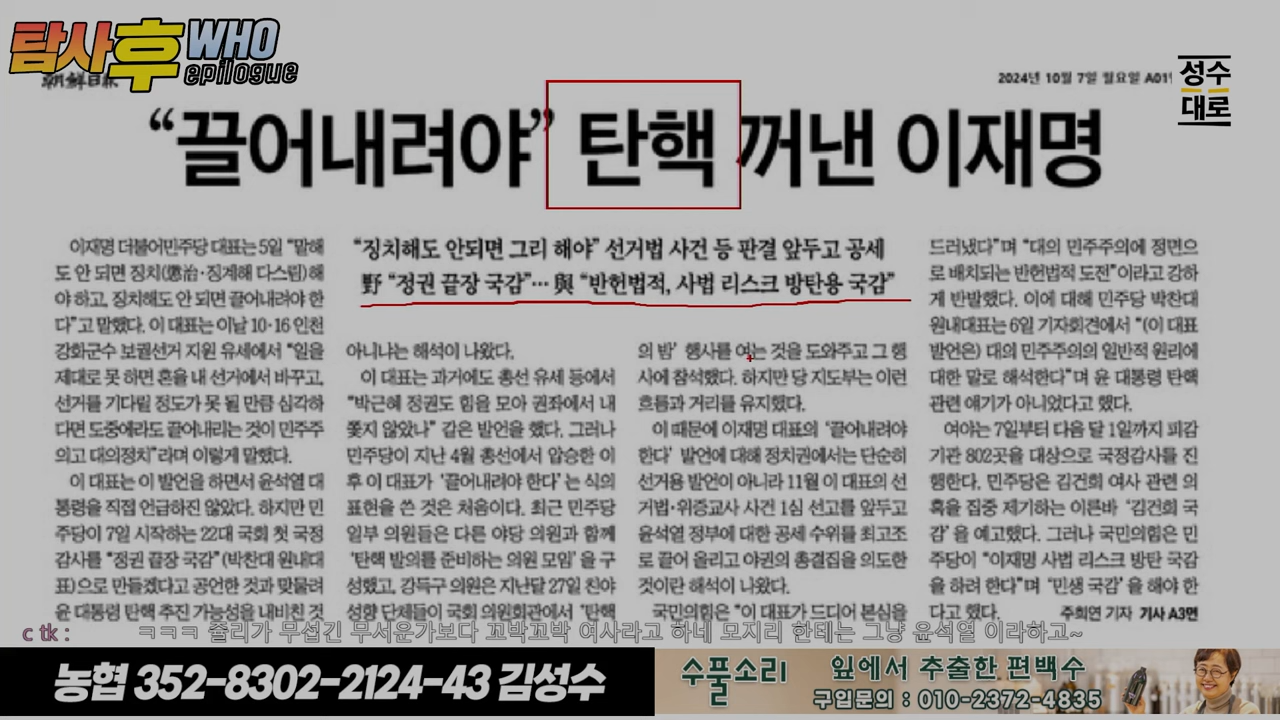 탐사후 WHO
epilogue
朝鮮日報
2024년 10월 7일 월요일 A01
성수
대로
“끌어내려야” 탄핵 꺼낸 이재명
“징치해도 안되면 그리 해야” 선거법 사건 등 판결 앞두고 공세
野 “정권 끝장 국감”… 與 “반헌법적, 사법 리스크 방탄용 국감”
이재명 더불어민주당 대표는 5일 “말해
도 안 되면 징치(懲治·징계해 다스림)해
야 하고, 징치해도 안 되면 끌어내려야 한
다”고 말했다. 이 대표는 이날 10·16 인천
강화군수 보궐선거 지원 유세에서 “일을
제대로 못 하면 혼을 내 선거에서 바꾸고,
선거를 기다릴 정도가 못 될 만큼 심각하
다면 도중에라도 끌어내리는 것이 민주주
의고 대의정치”라며 이렇게 말했다.
이 대표는 이 발언을 하면서 윤석열 대
통령을 직접 언급하진 않았다. 하지만 민
주당이 7일 시작하는 22대 국회 첫 국정
감사를 “정권 끝장 국감”(박찬대 원내대
표)으로 만들겠다고 공언한 것과 맞물려
윤 대통령 탄핵 추진 가능성을 내비친 것
아니냐는 해석이 나왔다.
이 대표는 과거에도 총선 유세 등에서
“박근혜 정권도 힘을 모아 권좌에서 내
쫓지 않았나” 같은 발언을 했다. 그러나
민주당이 지난 4월 총선에서 압승한 이
후 이 대표가 ‘끌어내려야 한다’는 식의
표현을 쓴 것은 처음이다. 최근 민주당
일부 의원들은 다른 야당 의원과 함께
‘탄핵 발의를 준비하는 의원 모임’을 구
성했고, 강득구 의원은 지난달 27일 친야
성향 단체들이 국회 의원회관에서 ‘탄핵
의 밤’ 행사를 여는 것을 도와주고 그 행
사에 참석했다. 하지만 당 지도부는 이런
흐름과 거리를 유지했다.
이 때문에 이재명 대표의 ‘끌어내려야
한다’ 발언에 대해 정치권에서는 단순히
선거용 발언이 아니라 11월 이 대표의 선
거법·위증교사 사건 1심 선고를 앞두고
윤석열 정부에 대한 공세 수위를 최고조
로 끌어 올리고 야권의 총결집을 의도한
것이란 해석이 나왔다.
국민의힘은 “이 대표가 드디어 본심을
드러냈다”며 “대의 민주주의에 정면으
로 배치되는 반헌법적 도전”이라고 강하
게 반발했다. 이에 대해 민주당 박찬대
원내대표는 6일 기자회견에서 “(이 대표
발언은) 대의 민주주의의 일반적 원리에
대한 말로 해석한다”며 윤 대통령 탄핵
관련 얘기가 아니었다고 했다.
여야는 7일부터 다음 달 1일까지 피감
기관 802곳을 대상으로 국정감사를 진
행한다. 민주당은 김건희 여사 관련 의
혹을 집중 제기하는 이른바 ‘김건희 국
감’을 예고했다. 그러나 국민의힘은 민
주당이 “이재명 사법 리스크 방탄 국감
을 하려 한다”며 ‘민생 국감’을 해야 한
다고 했다. 주희연 기자 기사 A3면
c tk : ㅋㅋㅋ 쥴리가 무섭긴 무서운가보다 꼬박꼬박 여사라고 하네 모지리 한테는 그냥 윤석열 이라하고~
농협 352-8302-2124-43 김성수
수풀소리
잎에서 추출한 편백수
구입문의 : 010-2372-4835